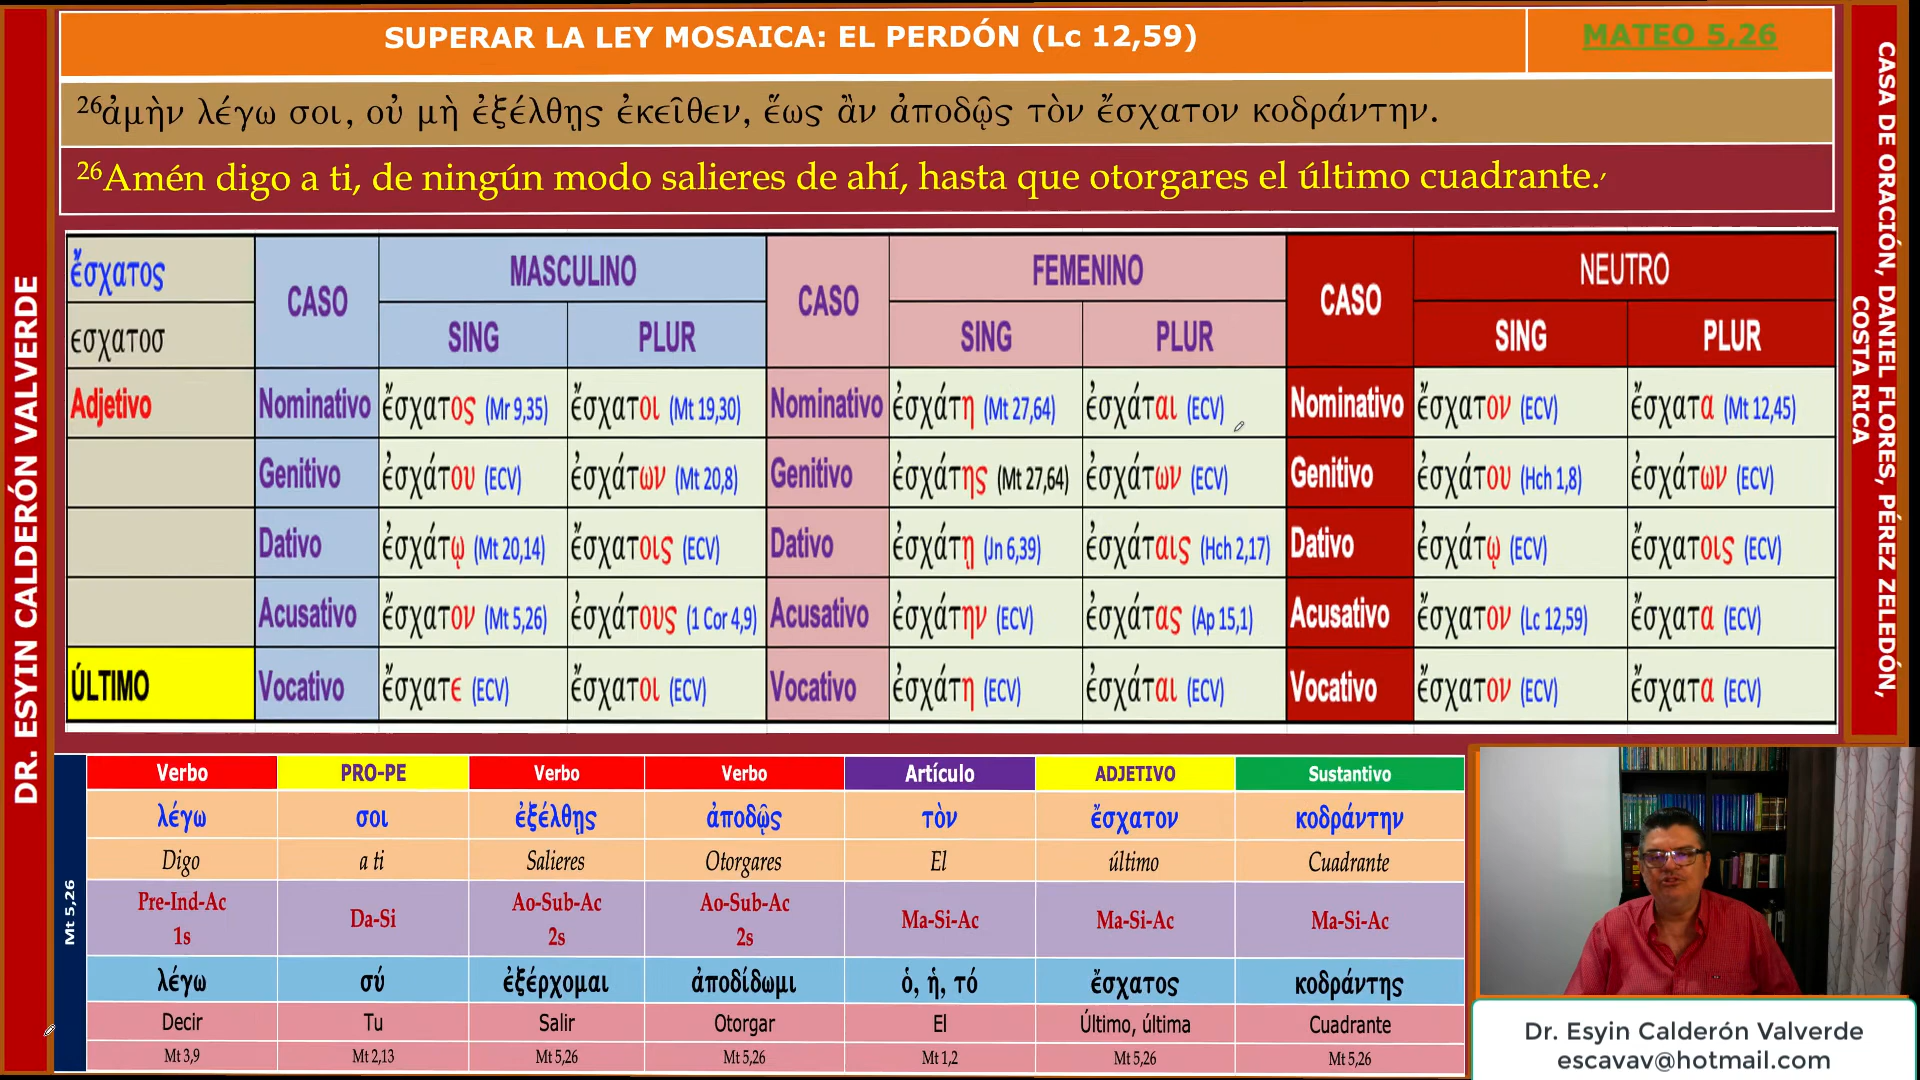 SUPERAR LA LEY MOSAICA: EL PERDÓN (Lc 12,59)
MATEO 5,26
26ἀμὴν λέγω σοι, οὐ μὴ ἐξέλθῃς ἐκεῖθεν, ἕως ἂν ἀποδῷς τὸν ἔσχατον κοδράντην.
26Amén digo a ti, de ningún modo salieres de ahí, hasta que otorgares el último cuadrante.′
DR. ESYIN CALDERÓN VALVERDE
CASA DE ORACIÓN, DANIEL FLORES, PÉREZ ZELEDÓN,
COSTA RICA
ἔσχατος CASO MASCULINO CASO FEMENINO CASO NEUTRO
εσχατοσ SING PLUR SING PLUR SING PLUR
Adjetivo Nominativo ἔσχατος (Mr 9,35) ἔσχατοι (Mt 19,30) Nominativo ἐσχάτη (Mt 27,64) ἐσχάται (ECV) Nominativo ἔσχατον (ECV) ἔσχατα (Mt 12,45)
Genitivo ἐσχάτου (ECV) ἐσχάτων (Mt 20,8) Genitivo ἐσχάτης (Mt 27,64) ἐσχάτων (ECV) Genitivo ἐσχάτου (Hch 1,8) ἐσχάτων (ECV)
Dativo ἐσχάτῳ (Mt 20,14) ἔσχατοις (ECV) Dativo ἐσχάτῃ (Jn 6,39) ἐσχάταις (Hch 2,17) Dativo ἐσχάτῳ (ECV) ἔσχατοις (ECV)
Acusativo ἔσχατον (Mt 5,26) ἐσχάτους (1 Cor 4,9) Acusativo ἐσχάτην (ECV) ἐσχάτας (Ap 15,1) Acusativo ἔσχατον (Lc 12,59) ἔσχατα (ECV)
ÚLTIMO Vocativo ἔσχατε (ECV) ἔσχατοι (ECV) Vocativo ἐσχάτη (ECV) ἐσχάται (ECV) Vocativo ἔσχατον (ECV) ἔσχατα (ECV)
Mt 5,26
Verbo PRO-PE Verbo Verbo Artículo ADJETIVO Sustantivo
λέγω σοι ἐξέλθῃς ἀποδῷς τὸν ἔσχατον κοδράντην
Digo a ti Salieres Otorgares El último Cuadrante
Pre-Ind-Ac Da-Si Ao-Sub-Ac Ao-Sub-Ac Ma-Si-Ac Ma-Si-Ac Ma-Si-Ac
1s 2s 2s
λέγω σύ ἐξέρχομαι ἀποδίδωμι ὁ, ἡ, τό ἔσχατος κοδράντης
Decir Tu Salir Otorgar El Último, última Cuadrante
Mt 3,9 Mt 2,13 Mt 5,26 Mt 5,26 Mt 1,2 Mt 5,26 Mt 5,26
Dr. Esyin Calderón Valverde
escavav@hotmail.com